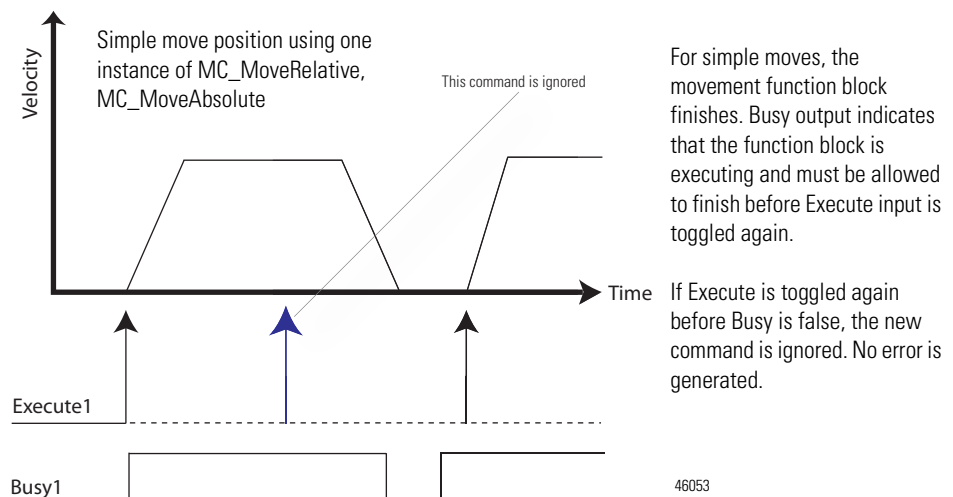 Velocity
Simple move position using one
instance of MC_MoveRelative,
MC_MoveAbsolute
This command is ignored
Time
Execute1
Busy1
For simple moves, the
movement function block
finishes. Busy output indicates
that the function block is
executing and must be allowed
to finish before Execute input is
toggled again.
If Execute is toggled again
before Busy is false, the new
command is ignored. No error is
generated.
46053